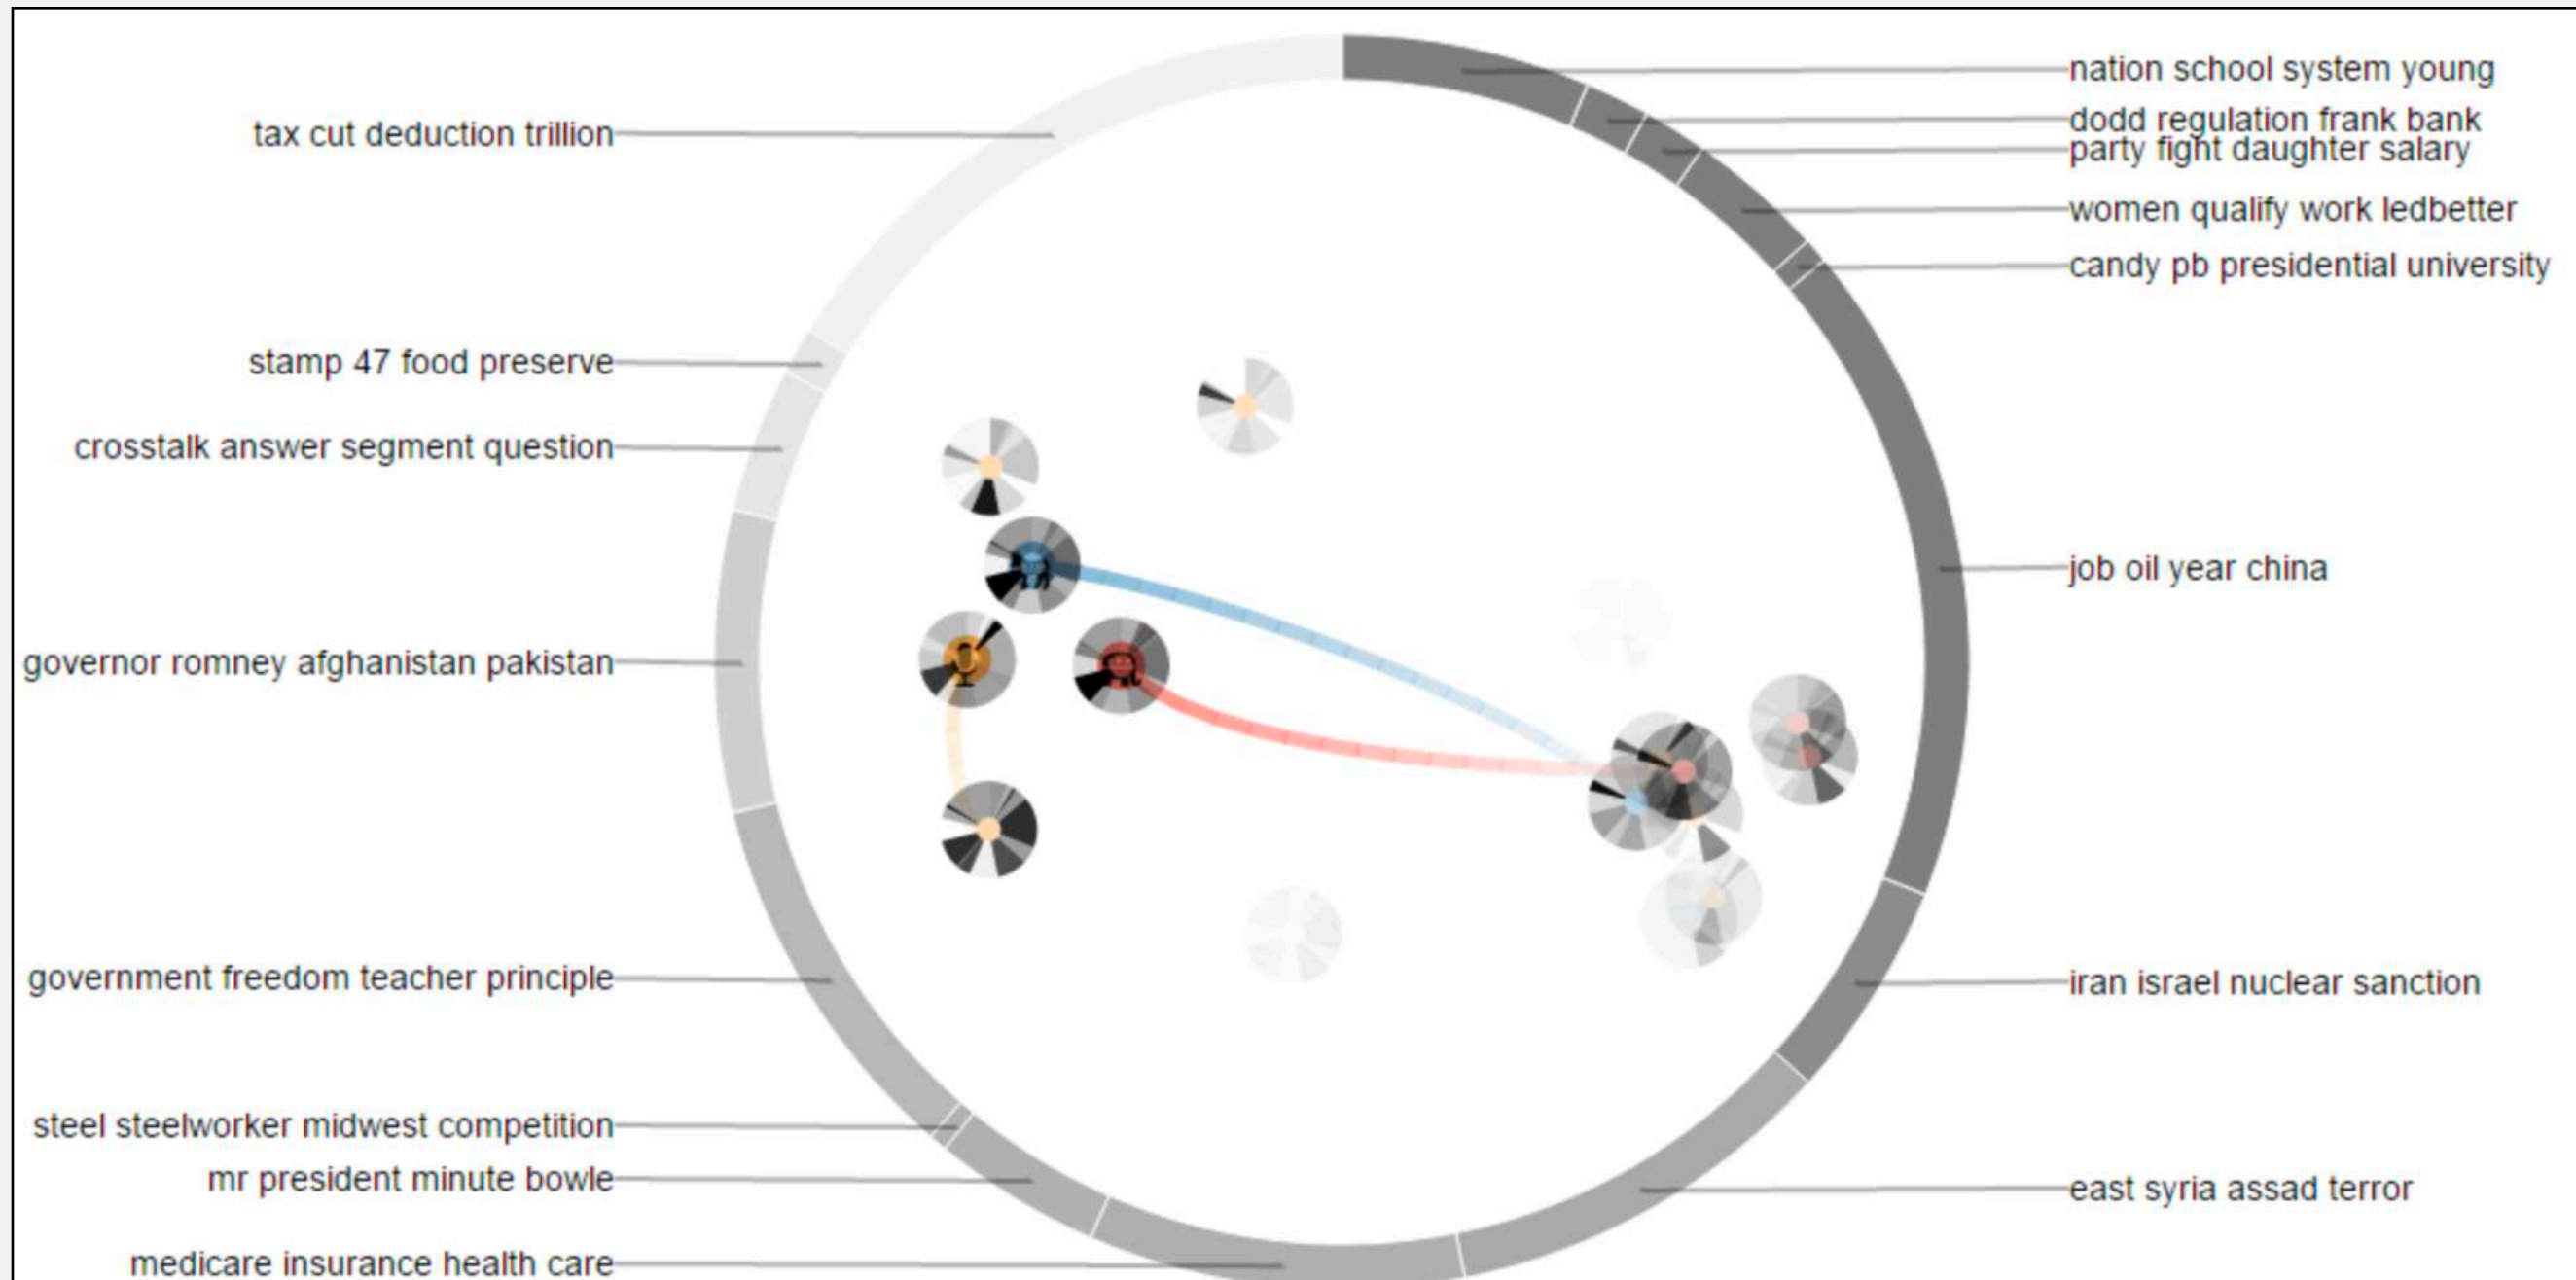 tax cut deduction trillion
stamp 47 food preserve
crosstalk answer segment question
governor romney afghanistan pakistan
government freedom teacher principle
steel steelworker midwest competition
mr president minute bowle
medicare insurance health care
nation school system young
dodd regulation frank bank
party fight daughter salary
women qualify work ledbetter
candy pb presidential university
job oil year china
iran israel nuclear sanction
east syria assad terror